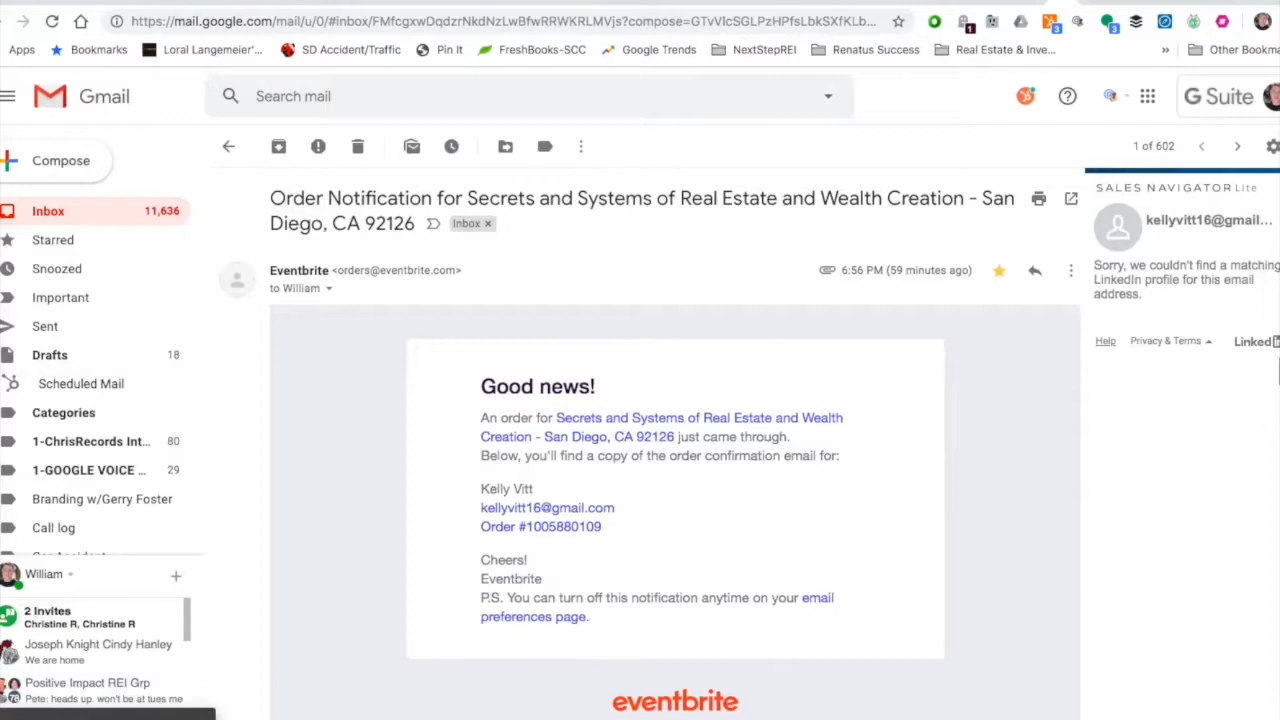 https://mail.google.com/mail/u/0/#inbox/FMfcgxwDqdzrNkdNzLwBfwRRWKRLMVjs?compose=GTvVlcSGLPzHPfsLbkSXfKLb...
1
3
3
Apps
Bookmarks
Loral Langemeier'...
SD Accident/Traffic
Pin It
FreshBooks-SCC
Google Trends
NextStepREI
Renatus Success
Real Estate & Inve...
»
Other Bookma
Gmail
Search mail
G Suite
Compose
1 of 602
Inbox 11,636
Starred
Snoozed
Important
Sent
Drafts 18
Scheduled Mail
Categories
1-ChrisRecords Int... 80
1-GOOGLE VOICE ... 29
Branding w/Gerry Foster
Call log
William
2 Invites
Christine R, Christine R
Joseph Knight Cindy Hanley
We are home
Positive Impact REI Grp
Pete: heads up. won't be at tues me
Order Notification for Secrets and Systems of Real Estate and Wealth Creation - San
Diego, CA 92126 Inbox ×
Eventbrite <orders@eventbrite.com>
6:56 PM (59 minutes ago)
to William
Good news!
An order for Secrets and Systems of Real Estate and Wealth
Creation - San Diego, CA 92126 just came through.
Below, you'll find a copy of the order confirmation email for:
Kelly Vitt
kellyvitt16@gmail.com
Order #1005880109
Cheers!
Eventbrite
P.S. You can turn off this notification anytime on your email
preferences page.
eventbrite
SALES NAVIGATOR Lite
kellyvitt16@gmail...
Sorry, we couldn't find a matching
LinkedIn profile for this email
address.
Help Privacy & Terms Linked